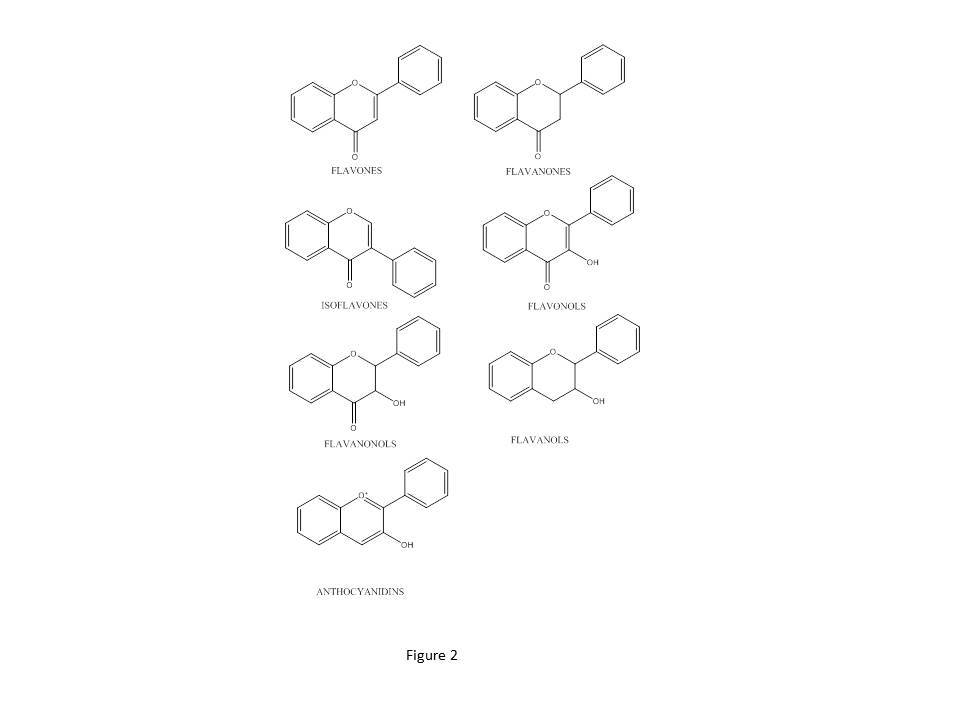 O
O
FLAVONES
O
O
FLAVANONES
O
O
ISOFLAVONES
O
OH
O
FLAVONOLS
O
OH
O
FLAVANONOLS
O
OH
FLAVANOLS
O+
OH
ANTHOCYANIDINS
Figure 2